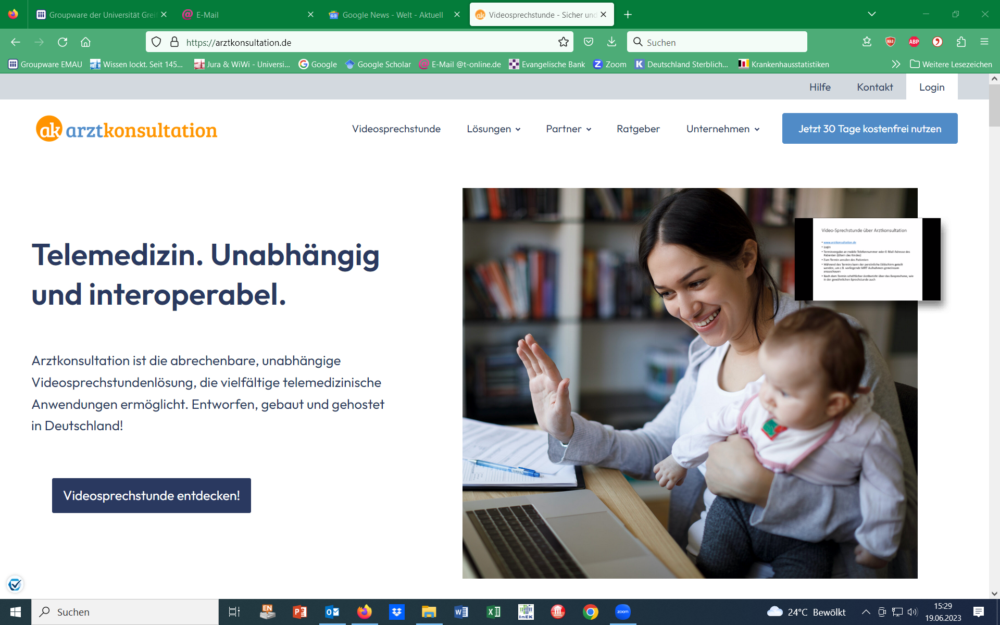 Groupware der Universität Grei
E-Mail
Google News - Welt - Aktuell
Videosprechstunde - Sicher und
https://arztkonsultation.de
Suchen
Groupware EMAU
Wissen lockt. Seit 145...
Jura & WiWi - Universi...
Google
Google Scholar
E-Mail @t-online.de
Evangelische Bank
Zoom
Deutschland Sterblich...
Krankenhausstatistiken
Weitere Lesezeichen
Hilfe
Kontakt
Login
ak arztkonsultation
Videosprechstunde
Lösungen
Partner
Ratgeber
Unternehmen
Jetzt 30 Tage kostenfrei nutzen
Telemedizin. Unabhängig
und interoperabel.
Arztkonsultation ist die abrechenbare, unabhängige
Videosprechstundenlösung, die vielfältige telemedizinische
Anwendungen ermöglicht. Entworfen, gebaut und gehostet
in Deutschland!
Videosprechstunde entdecken!
Video-Sprechstunde über Arztkonsultation
• www.arztkonsultation.de
• Login
• Terminvergabe an mobile Telefonnummer oder E-Mail-Adresse des
Patienten (Eltern des Kindes)
• Zum Termin anrufen des Patienten
• Während des Termins kann der persönliche Bildschirm geteilt
werden, um z.B. vorliegende MRT-Aufnahmen gemeinsam
anzuschauen
• Nach dem Termin schriftlicher Arztbericht über das Besprochene, wie
in der gewöhnlichen Sprechstunde auch
Suchen
EN
InEK
zoom
24°C Bewölkt
15:29
19.06.2023